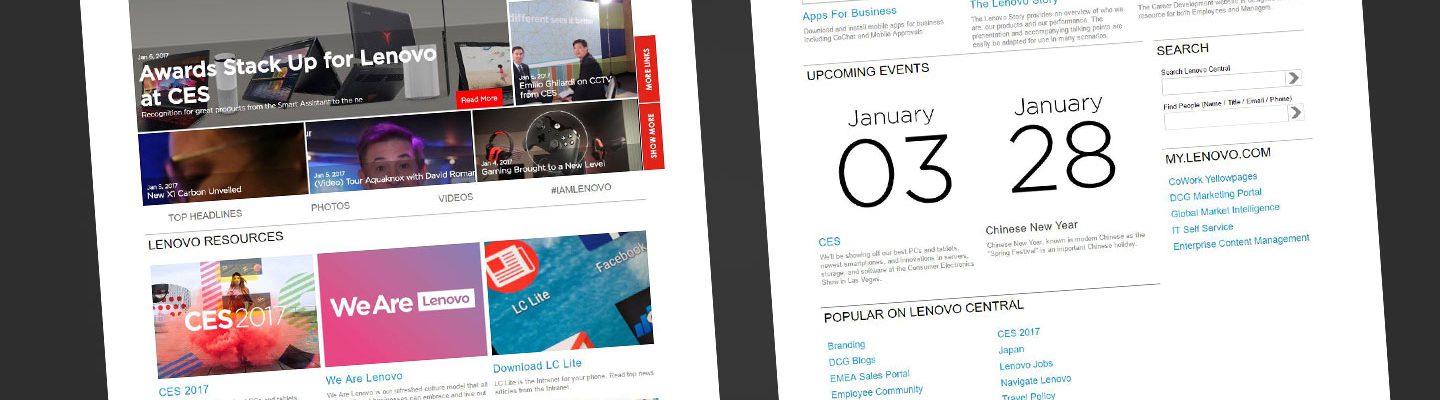 different sees it better
Jan 5, 2017
Awards Stack Up for Lenovo
at CES
Recognition for great products from the Smart Assistant to the ne
Read More
Jan 5, 2017
Emilio Ghilardi on CCTV
from CES
MORE LINKS
SHOW MORE
Jan 5, 2017
New X1 Carbon Unveiled
ur
Jan 5, 2017
(Video) Tour Aquaknox with David Roman
Jan 4, 2017
Gaming Brought to a New Level
TOP HEADLINES
PHOTOS
VIDEOS
#IAMLENOVO
LENOVO RESOURCES
CES 2017
We Are Lenovo
LC Lite
Facebook
CES 2017
PCs and tablets,
We Are Lenovo
We Are Lenovo is our refreshed culture model that all
businesses can embrace and live out
Download LC Lite
LC Lite is the Intranet for your phone. Read top news
articles from the Intranet.
Apps For Business
Download and install mobile apps for business
including CoChat and Mobile Approvals
The Lenovo Story
The Lenovo Story provides an overview of who we
are, our products and our performance. The
presentation and accompanying talking points are
easily be adapted for use in many scenarios.
The Career Development website is
resource for both Employees and Managers.
UPCOMING EVENTS
January
03
CES
We'll be showing off our best PCs and tablets,
newest smartphones, and innovations in servers,
storage, and software at the Consumer Electronics
Show in Las Vegas.
January
28
Chinese New Year
Chinese New Year, known in modern Chinese as the
"Spring Festival" is an important Chinese holiday.
SEARCH
Search Lenovo Central
Find People (Name / Title / Email / Phone)
MY.LENOVO.COM
CoWork Yellowpages
DCG Marketing Portal
Global Market Intelligence
IT Self Service
Enterprise Content Management
POPULAR ON LENOVO CENTRAL
Branding
DCG Blogs
EMEA Sales Portal
Employee Community
CES 2017
Japan
Lenovo Jobs
Navigate Lenovo
Travel Policy